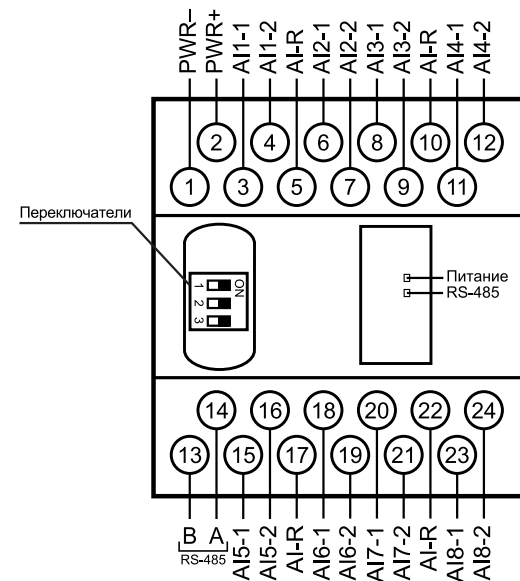 PWR–
PWR+
AI1-1
AI1-2
AI-R
AI2-1
AI2-2
AI3-1
AI3-2
AI-R
AI4-1
AI4-2
2
4
6
8
10
12
1
3
5
7
9
11
Переключатели
ON
1
2
3
Питание
RS-485
14
16
18
20
22
24
13
15
17
19
21
23
B
A
RS-485
AI5-1
AI5-2
AI-R
AI6-1
AI6-2
AI7-1
AI7-2
AI-R
AI8-1
AI8-2